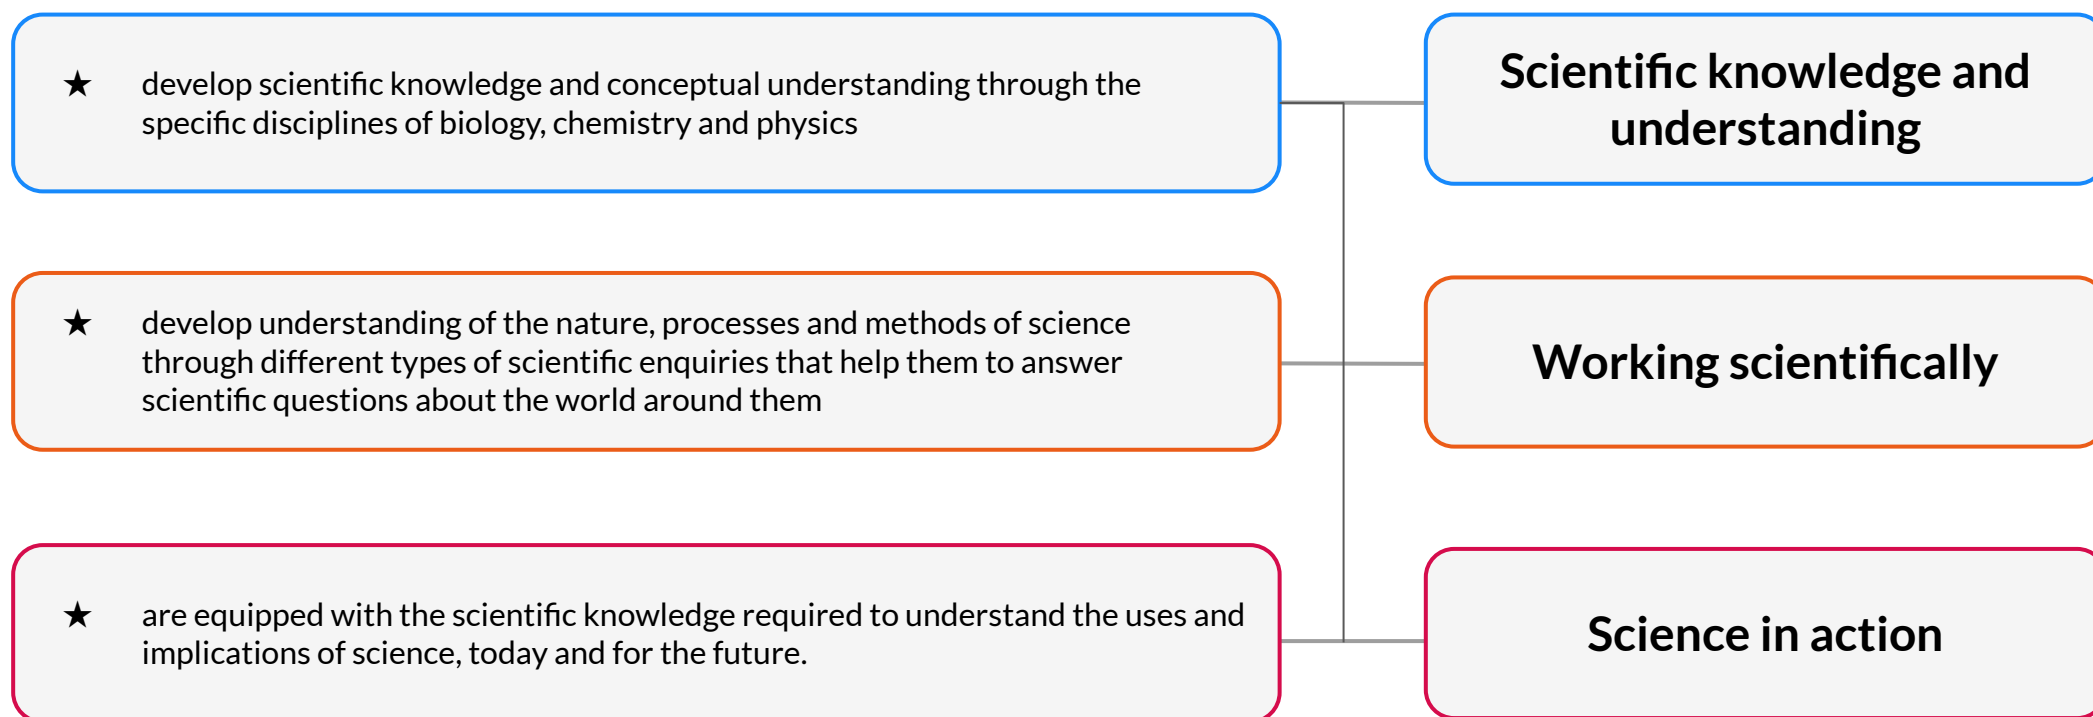 ★ develop scientific knowledge and conceptual understanding through the
specific disciplines of biology, chemistry and physics
Scientific knowledge and
understanding
★ develop understanding of the nature, processes and methods of science
through different types of scientific enquiries that help them to answer
scientific questions about the world around them
Working scientifically
★ are equipped with the scientific knowledge required to understand the uses and
implications of science, today and for the future.
Science in action